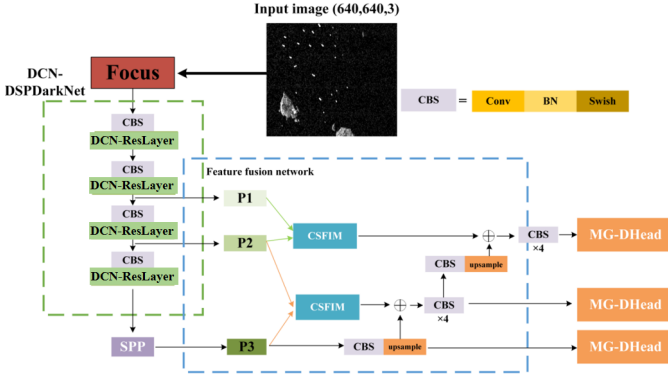 Input image (640,640,3)
DCN-
DSPDarkNet
Focus
CBS
=
Conv
BN
Swish
CBS
DCN-ResLayer
CBS
DCN-ResLayer
CBS
DCN-ResLayer
CBS
DCN-ResLayer
SPP
Feature fusion network
P1
P2
P3
CSFIM
CSFIM
CBS
upsample
CBS
×4
CBS
upsample
CBS
×4
MG-DHead
MG-DHead
MG-DHead